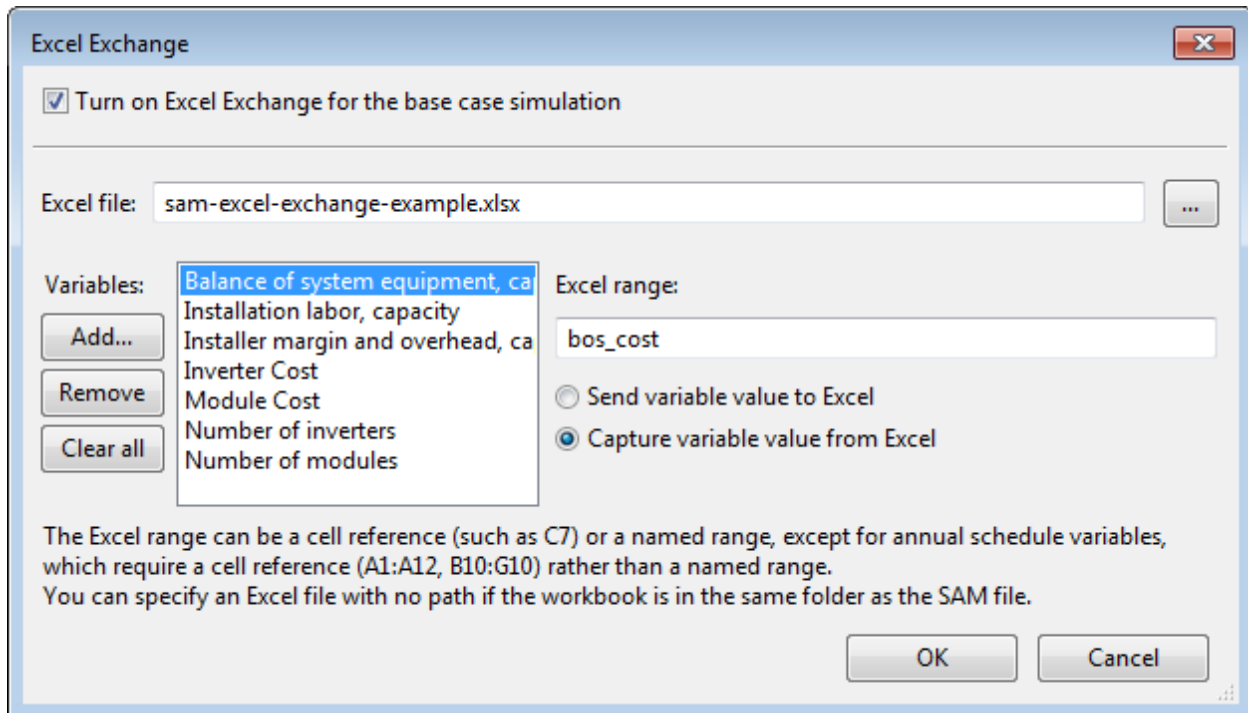 Excel Exchange
Turn on Excel Exchange for the base case simulation
Excel file: sam-excel-exchange-example.xlsx ...
Variables:
Add...
Remove
Clear all
Balance of system equipment, ca
Installation labor, capacity
Installer margin and overhead, ca
Inverter Cost
Module Cost
Number of inverters
Number of modules
Excel range:
bos_cost
Send variable value to Excel
Capture variable value from Excel
The Excel range can be a cell reference (such as C7) or a named range, except for annual schedule variables,
which require a cell reference (A1:A12, B10:G10) rather than a named range.
You can specify an Excel file with no path if the workbook is in the same folder as the SAM file.
OK Cancel